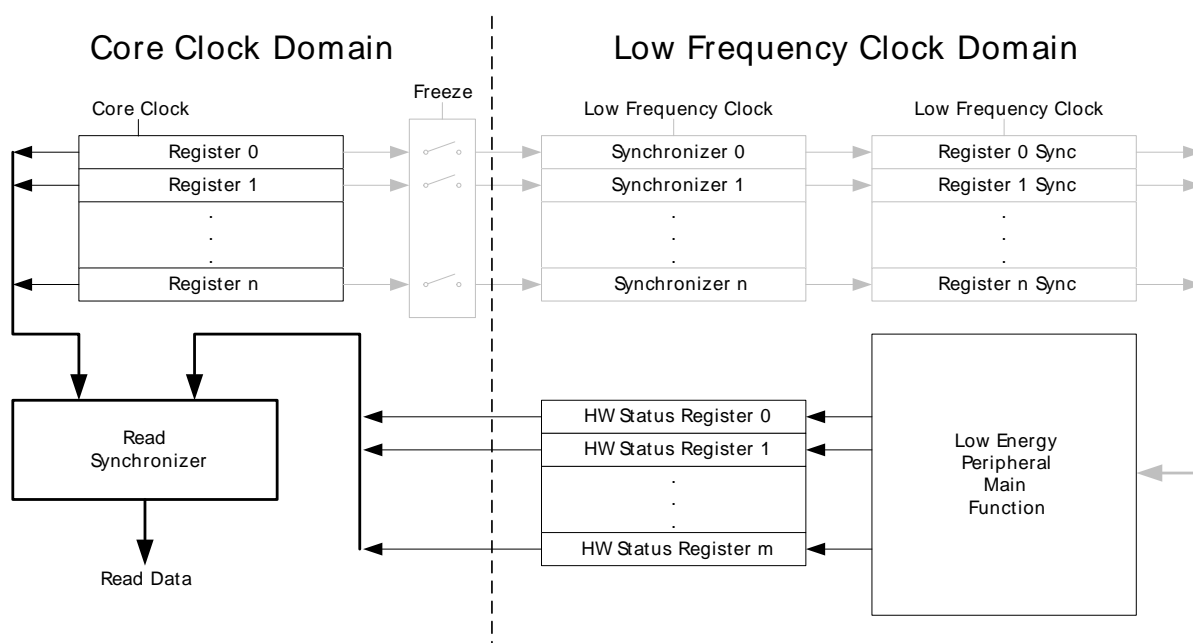 Core Clock Domain
Low Frequency Clock Domain
Freeze
Core Clock
Low Frequency Clock
Low Frequency Clock
Register 0
Synchronizer 0
Register 0 Sync
Register 1
Synchronizer 1
Register 1 Sync
.
.
.
.
.
.
.
.
.
Register n
Synchronizer n
Register n Sync
HW Status Register 0
HW Status Register 1
.
.
.
HW Status Register m
Read
Synchronizer
Low Energy
Peripheral
Main
Function
Read Data